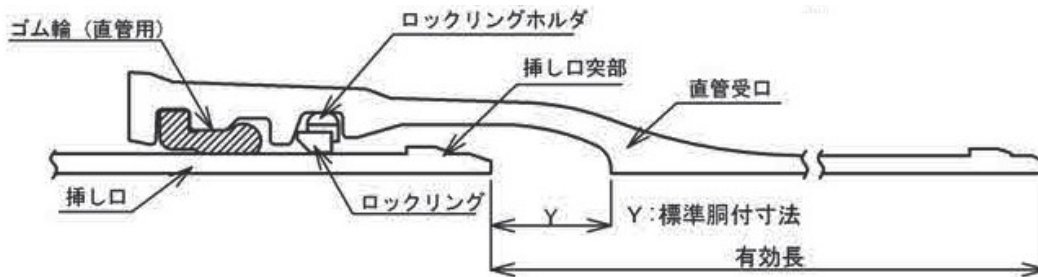 ロックリングホルダ
ゴム輪（直管用）
挿し口突部
直管受口
挿し口
ロックリング
Y
Y：標準胴付寸法
有効長